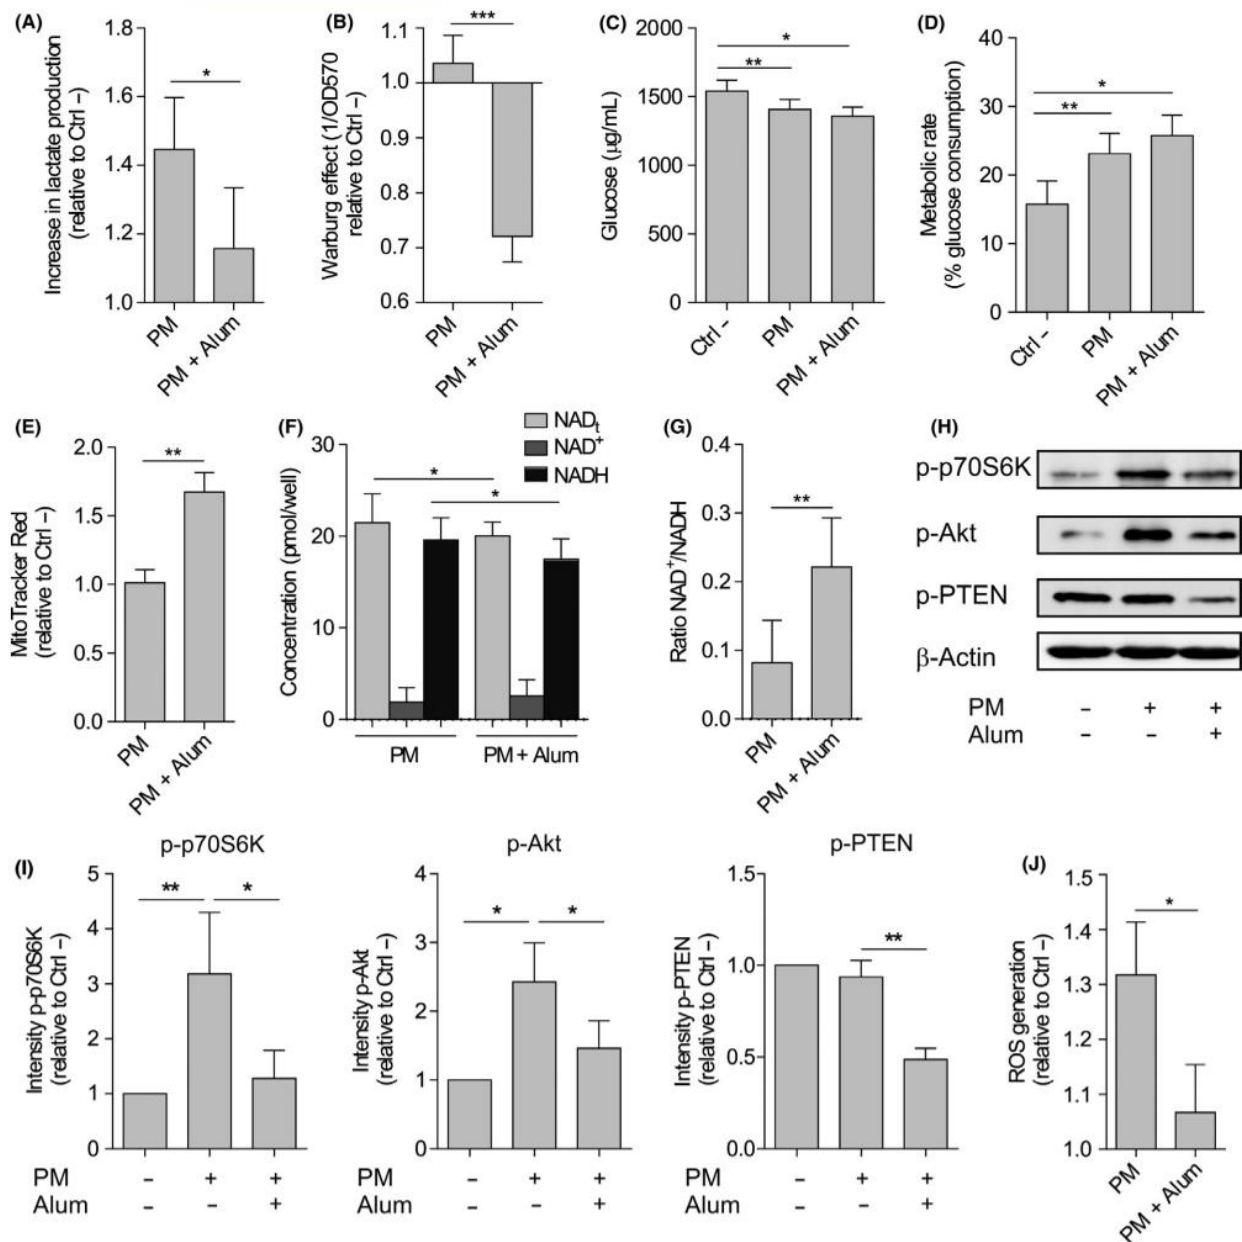 (A)
Increase in lactate production
(relative to Ctrl –)
1.8
1.6
1.4
1.2
1.0
*
PM
PM + Alum
(B)
Warburg effect (1/OD570
relative to Ctrl –)
1.1
1.0
0.9
0.8
0.7
0.6
***
PM
PM + Alum
(C)
Glucose (µg/mL)
2000
1500
1000
500
0
*
**
Ctrl –
PM
PM + Alum
(D)
Metabolic rate
(% glucose consumption)
40
30
20
10
0
*
**
Ctrl –
PM
PM + Alum
(E)
MitoTracker Red
(relative to Ctrl –)
2.0
1.5
1.0
0.5
0.0
**
PM
PM + Alum
(F)
Concentration (pmol/well)
30
20
10
0
NADt
NAD+
NADH
*
*
PM
PM + Alum
(G)
Ratio NAD+/NADH
0.4
0.3
0.2
0.1
0.0
**
PM
PM + Alum
(H)
p-p70S6K
p-Akt
p-PTEN
β-Actin
PM – + +
Alum – – +
(I)
p-p70S6K
Intensity p-p70S6K
(relative to Ctrl –)
5
4
3
2
1
0
** *
PM – + +
Alum – – +
p-Akt
Intensity p-Akt
(relative to Ctrl –)
4
3
2
1
0
* *
– + +
– – +
p-PTEN
Intensity p-PTEN
(relative to Ctrl –)
1.5
1.0
0.5
0.0
**
PM – + +
Alum – – +
(J)
ROS generation
(relative to Ctrl –)
1.5
1.4
1.3
1.2
1.1
1.0
*
PM
PM + Alum